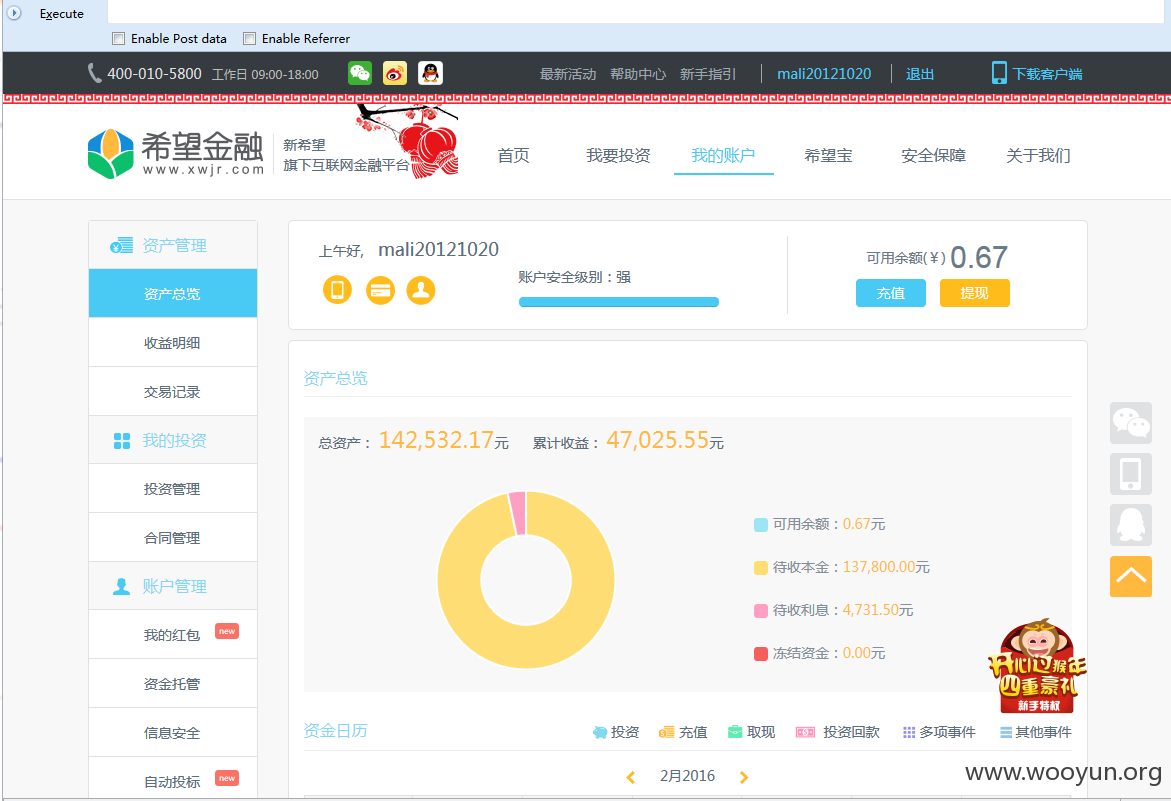 Execute
Enable Post data Enable Referrer
400-010-5800 工作日 09:00-18:00 最新活动 帮助中心 新手指引 mali20121020 退出 下载客户端
希望金融 www.xwjr.com
新希望
旗下互联网金融平台
首页 我要投资 我的账户 希望宝 安全保障 关于我们
资产管理
资产总览
收益明细
交易记录
我的投资
投资管理
合同管理
账户管理
我的红包 new
资金托管
信息安全
自动投标 new
上午好, mali20121020
账户安全级别：强
可用余额(¥) 0.67
充值 提现
资产总览
总资产： 142,532.17元 累计收益： 47,025.55元
可用余额：0.67元
待收本金：137,800.00元
待收利息：4,731.50元
冻结资金：0.00元
开心过猴年
四重豪礼
新手特权
资金日历 投资 充值 取现 投资回款 多项事件 其他事件
2月2016
www.wooyun.org